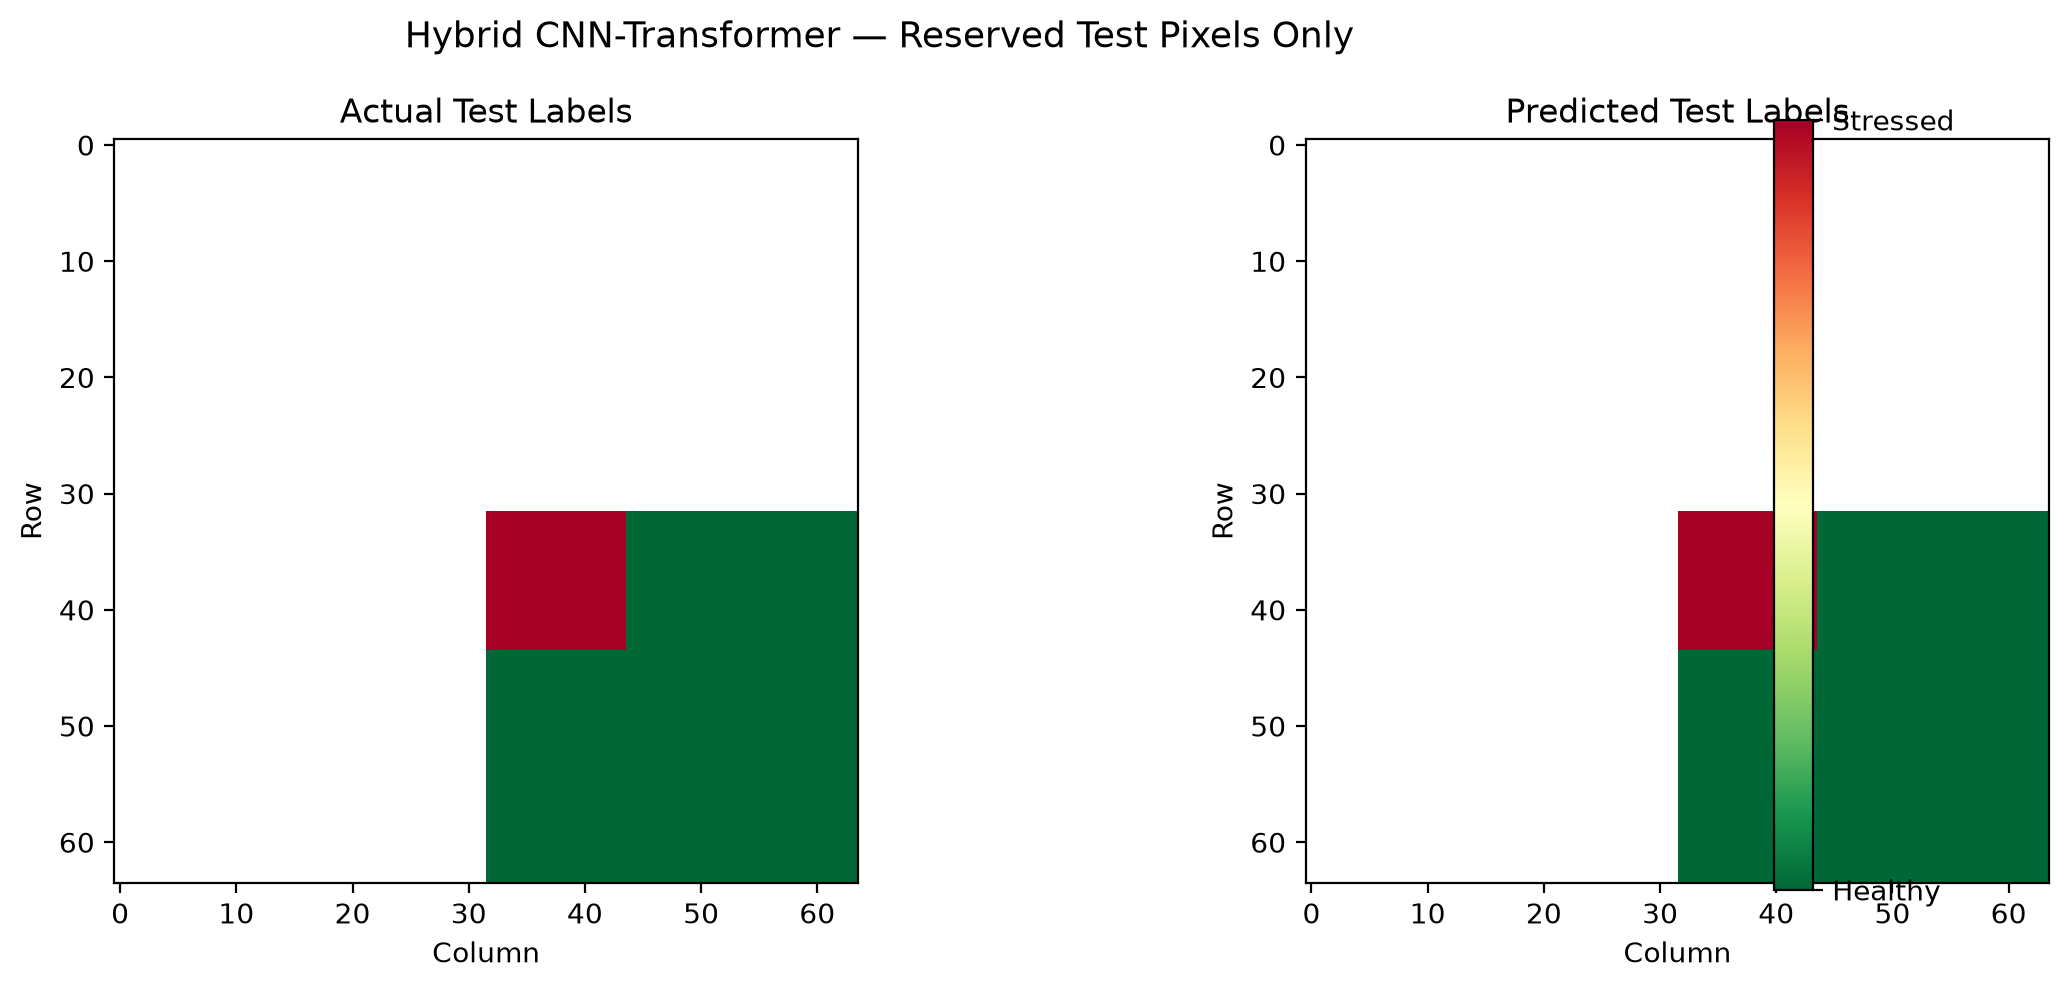 Hybrid CNN-Transformer — Reserved Test Pixels Only
Actual Test Labels
0
10
20
30
40
50
60
Row
0 10 20 30 40 50 60
Column
Predicted Test Labels
0
10
20
30
40
50
60
Row
0 10 20 30 40 50 60
Column
Stressed
Healthy